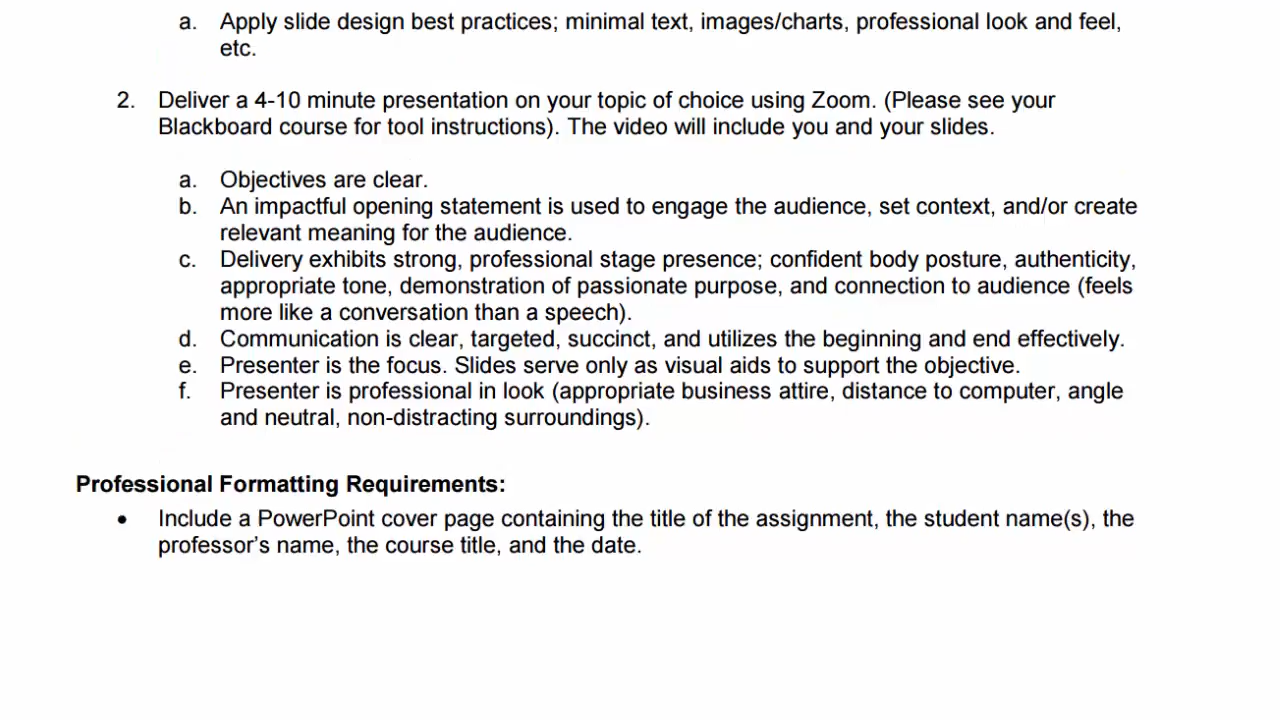 a. Apply slide design best practices; minimal text, images/charts, professional look and feel,
etc.
2. Deliver a 4-10 minute presentation on your topic of choice using Zoom. (Please see your
Blackboard course for tool instructions). The video will include you and your slides.
a. Objectives are clear.
b. An impactful opening statement is used to engage the audience, set context, and/or create
relevant meaning for the audience.
c. Delivery exhibits strong, professional stage presence; confident body posture, authenticity,
appropriate tone, demonstration of passionate purpose, and connection to audience (feels
more like a conversation than a speech).
d. Communication is clear, targeted, succinct, and utilizes the beginning and end effectively.
e. Presenter is the focus. Slides serve only as visual aids to support the objective.
f. Presenter is professional in look (appropriate business attire, distance to computer, angle
and neutral, non-distracting surroundings).
Professional Formatting Requirements:
• Include a PowerPoint cover page containing the title of the assignment, the student name(s), the
professor’s name, the course title, and the date.